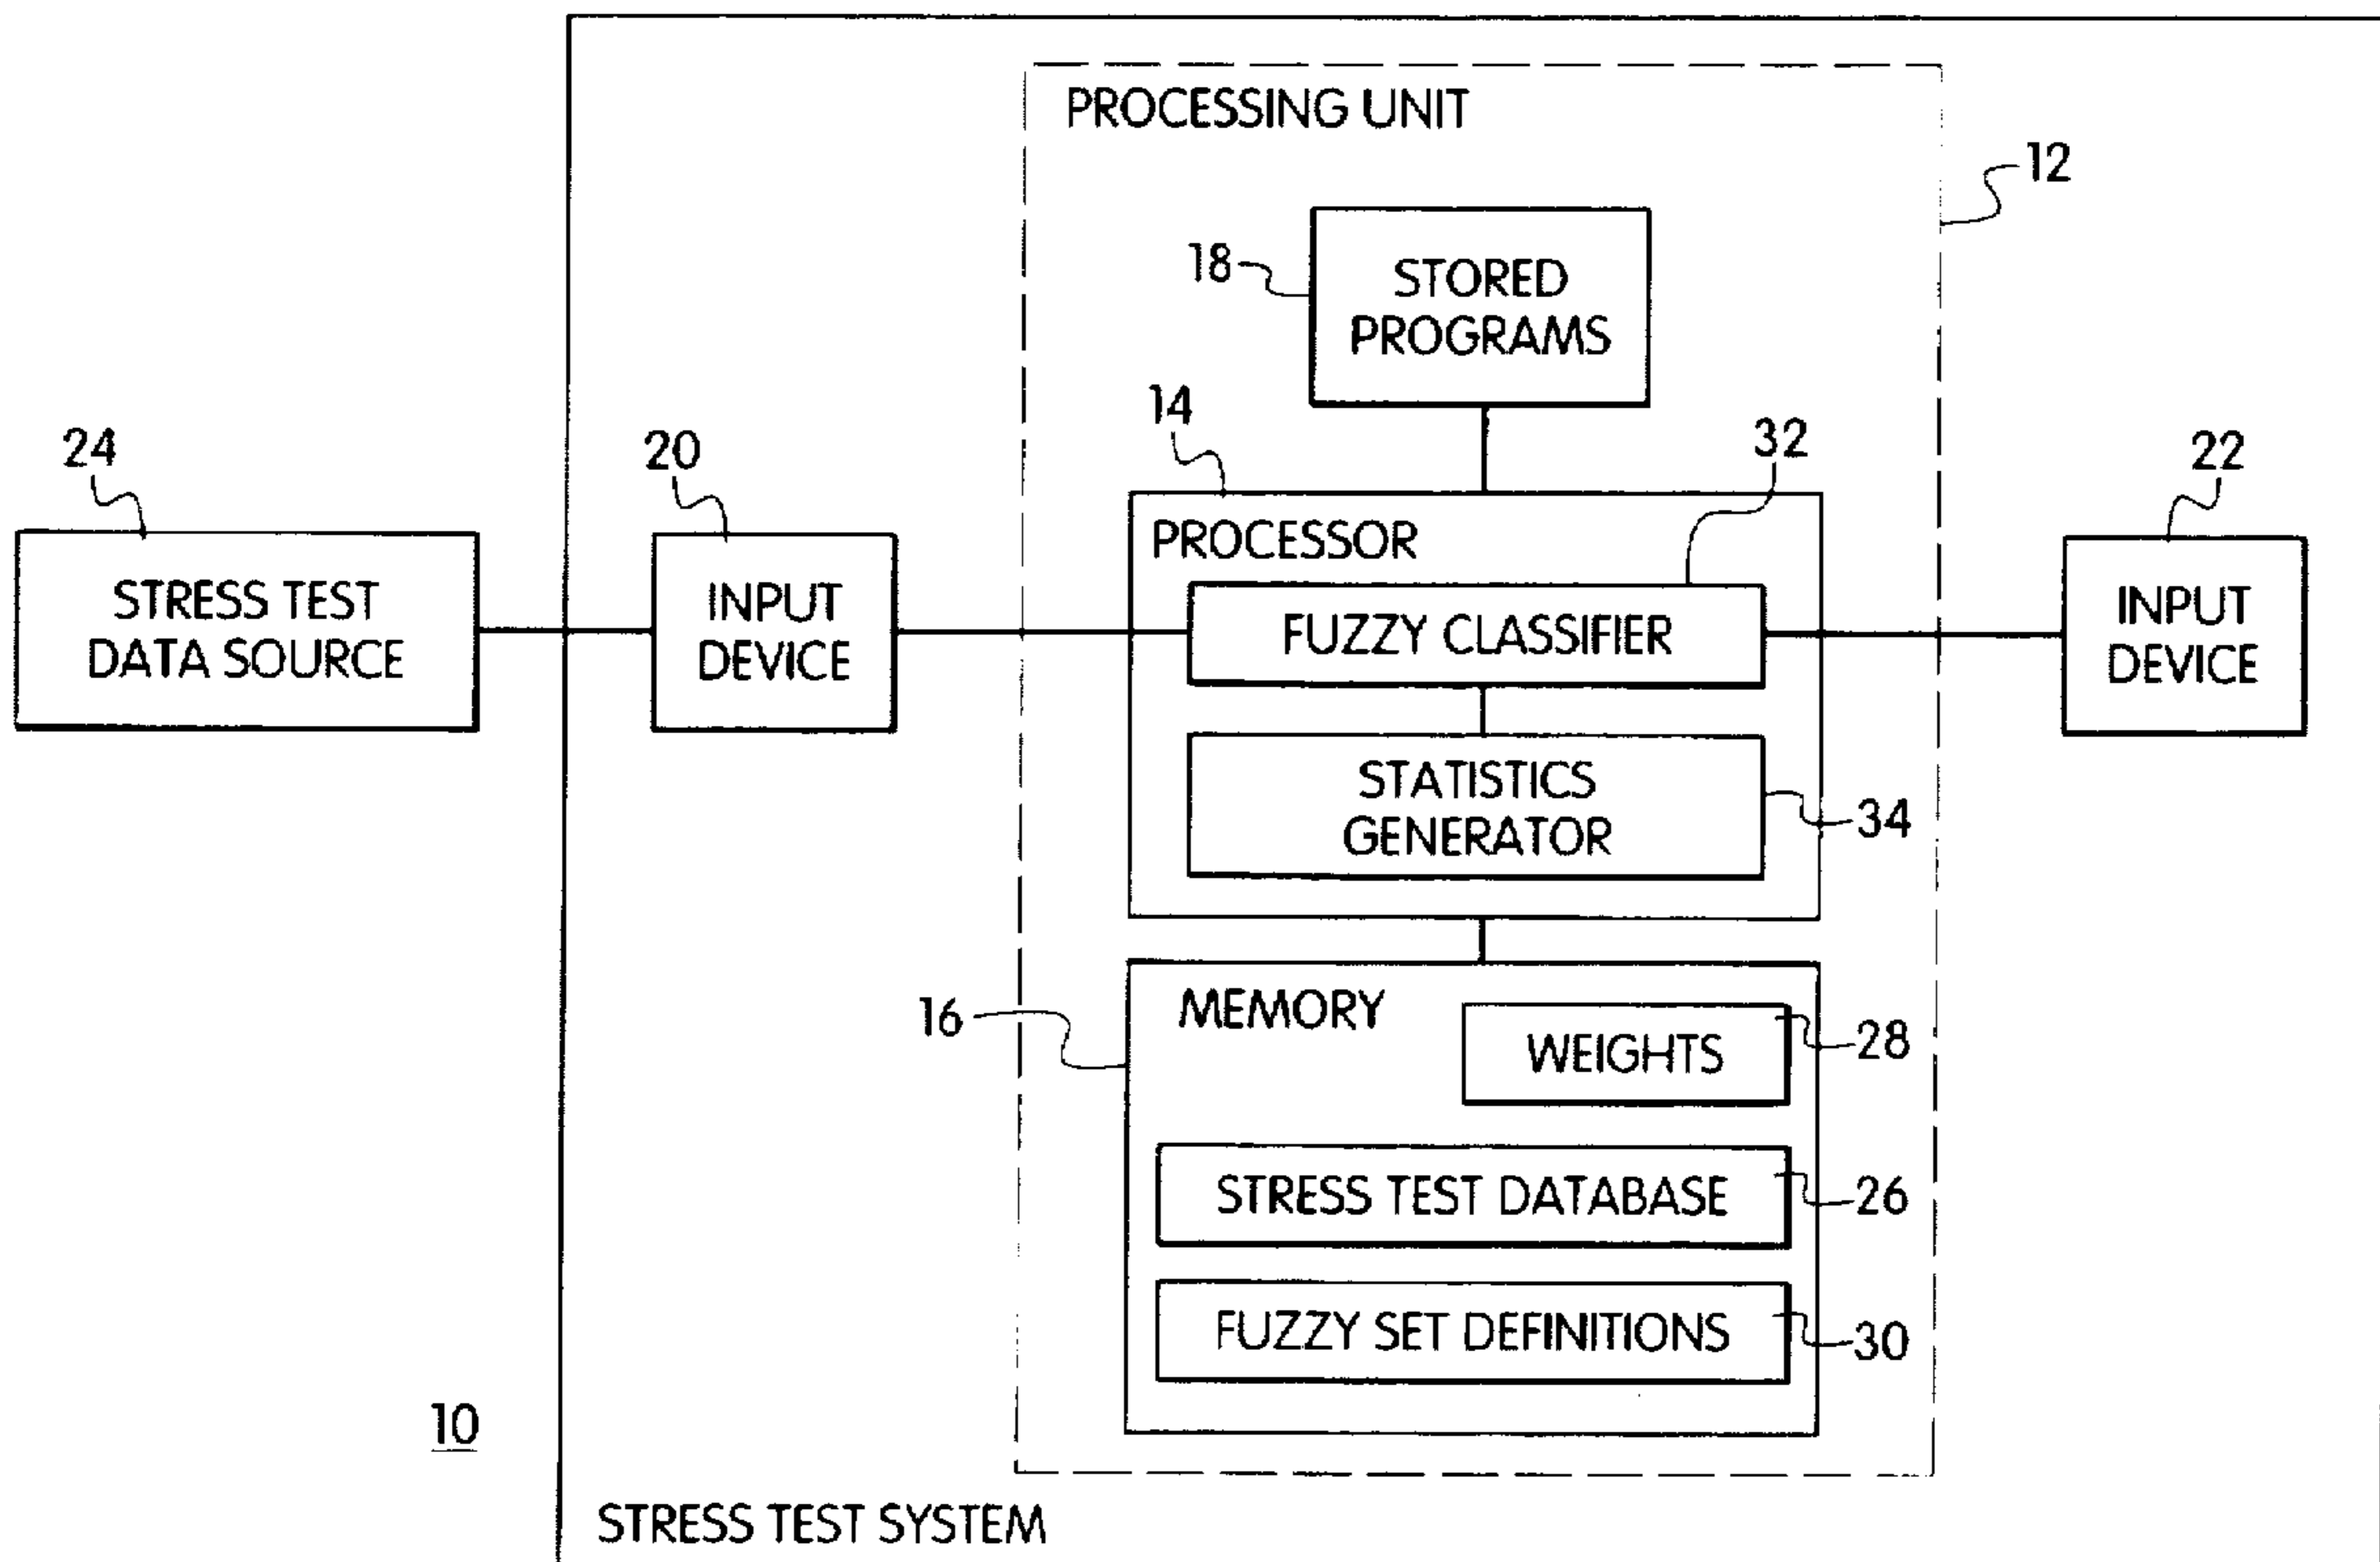 PROCESSING UNIT
12
18
STORED
PROGRAMS
14
32
24
20
22
PROCESSOR
STRESS TEST
DATA SOURCE
INPUT
DEVICE
FUZZY CLASSIFIER
INPUT
DEVICE
STATISTICS
GENERATOR
34
16
MEMORY
WEIGHTS
28
STRESS TEST DATABASE
26
FUZZY SET DEFINITIONS
30
10
STRESS TEST SYSTEM